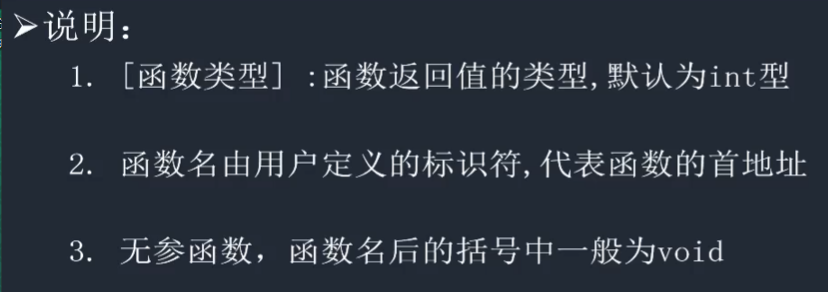 ➢说明：
1. [函数类型] :函数返回值的类型,默认为int型
2. 函数名由用户定义的标识符,代表函数的首地址
3. 无参函数，函数名后的括号中一般为void